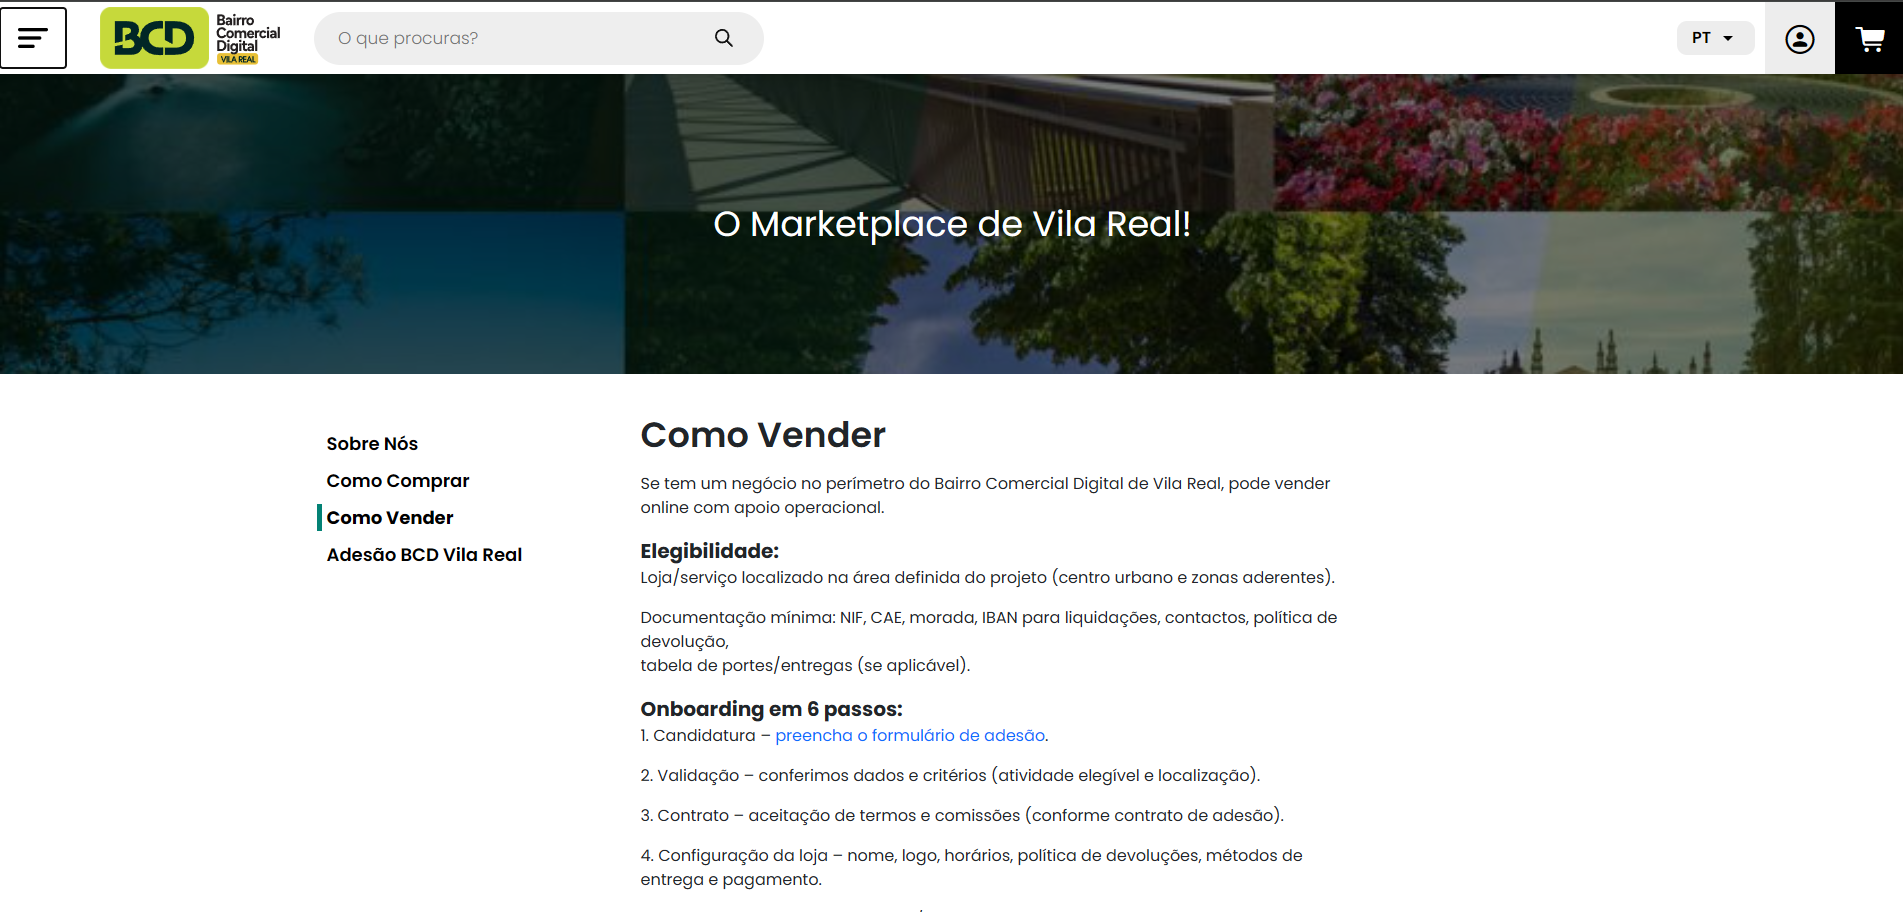 BCD
Bairro
Comercial
Digital
VILA REAL
O que procuras?
PT
O Marketplace de Vila Real!
Sobre Nós
Como Comprar
Como Vender
Adesão BCD Vila Real
Como Vender
Se tem um negócio no perímetro do Bairro Comercial Digital de Vila Real, pode vender
online com apoio operacional.
Elegibilidade:
Loja/serviço localizado na área definida do projeto (centro urbano e zonas aderentes).
Documentação mínima: NIF, CAE, morada, IBAN para liquidações, contactos, política de
devolução,
tabela de portes/entregas (se aplicável).
Onboarding em 6 passos:
1. Candidatura – preencha o formulário de adesão.
2. Validação – conferimos dados e critérios (atividade elegível e localização).
3. Contrato – aceitação de termos e comissões (conforme contrato de adesão).
4. Configuração da loja – nome, logo, horários, política de devoluções, métodos de
entrega e pagamento.